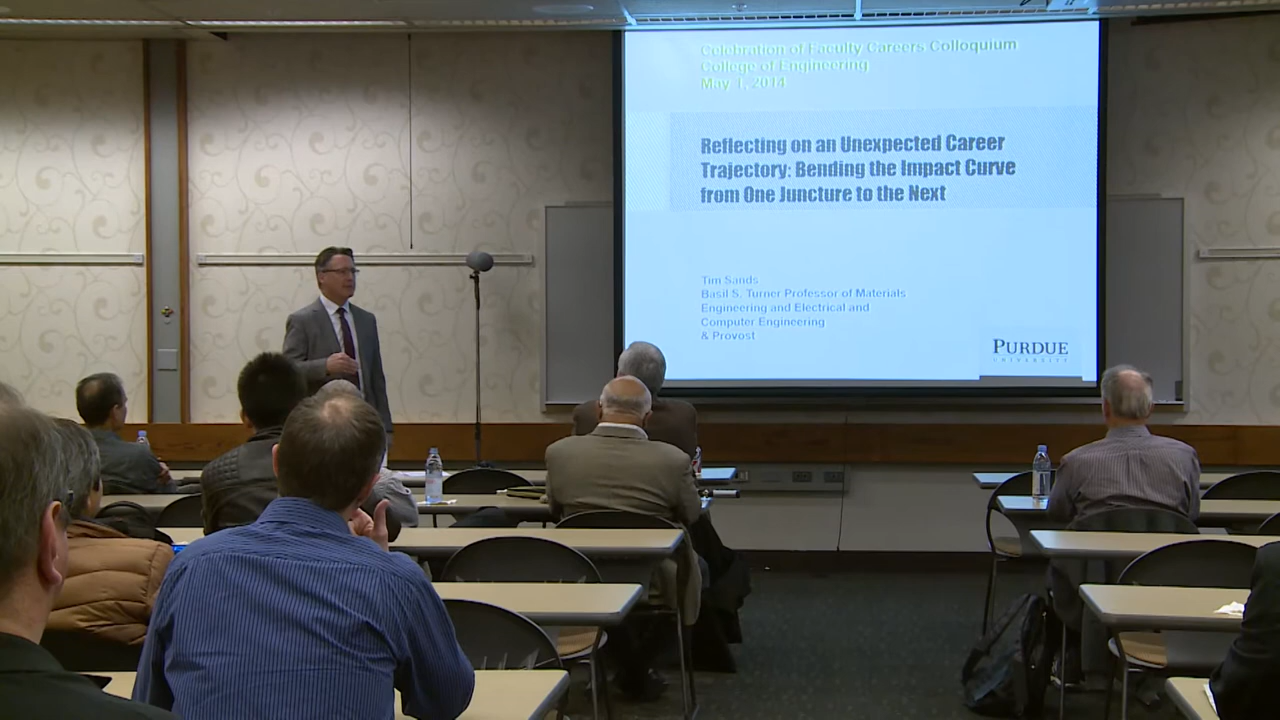 Celebration of Faculty Careers Colloquium
College of Engineering
May 1, 2014
Reflecting on an Unexpected Career
Trajectory: Bending the Impact Curve
from One Juncture to the Next
Tim Sands
Basil S. Turner Professor of Materials
Engineering and Electrical and
Computer Engineering
& Provost
PURDUE
UNIVERSITY